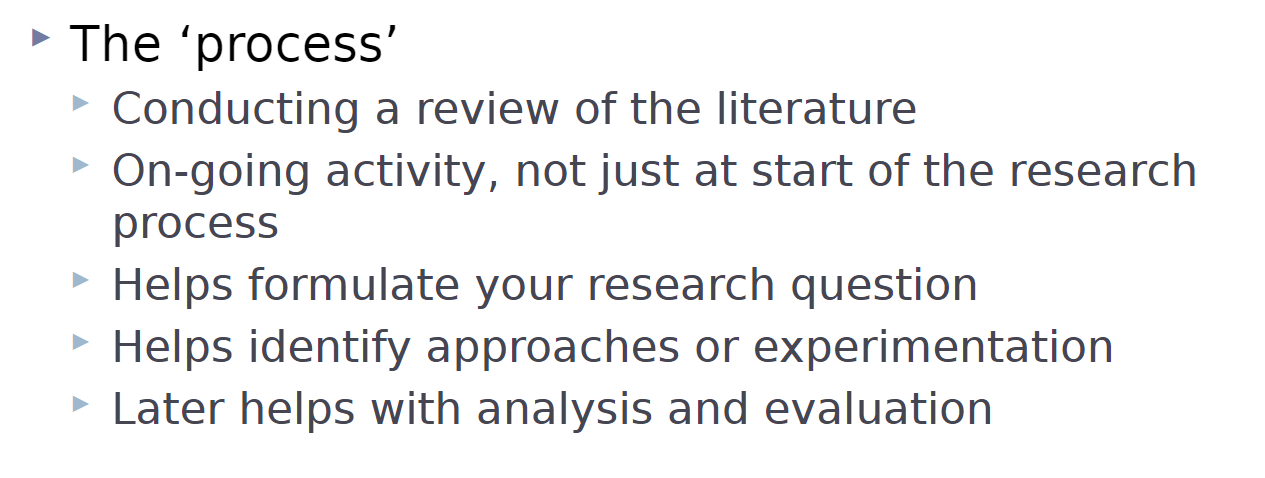 The ‘process’
Conducting a review of the literature
On-going activity, not just at start of the research
process
Helps formulate your research question
Helps identify approaches or experimentation
Later helps with analysis and evaluation